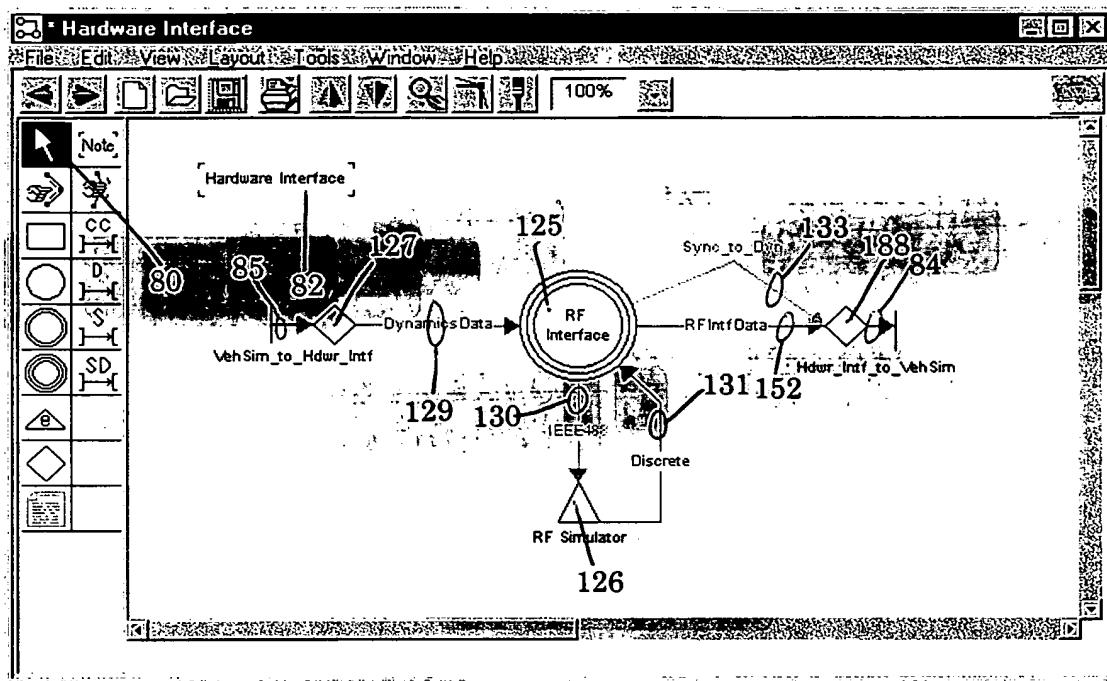 * Hardware Interface
File Edit View Layout Tools Window Help
100%
Note
CC
D
S
SD
θ
Hardware Interface
80
85
82
127
125
133
188
84
Sync_to_Dyn
Dynamics Data
RF
Interface
RF Intf Data
VehSim_to_Hdwr_Intf
Hdwr_Intf_to_VehSim
129
130
131
152
Discrete
RF Simulator
126